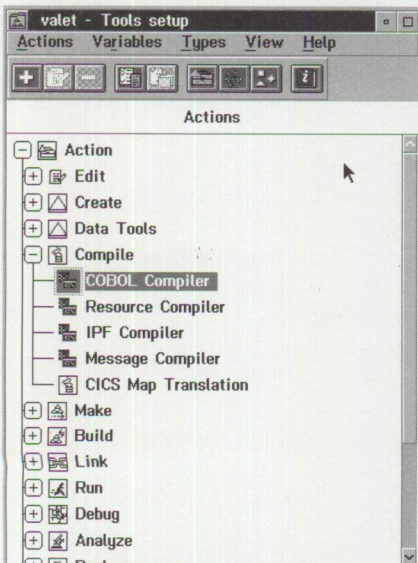 valet - Tools setup
Actions Variables Types View Help
Actions
Action
Edit
Create
Data Tools
Compile
COBOL Compiler
Resource Compiler
IPF Compiler
Message Compiler
CICS Map Translation
Make
Build
Link
Run
Debug
Analyze